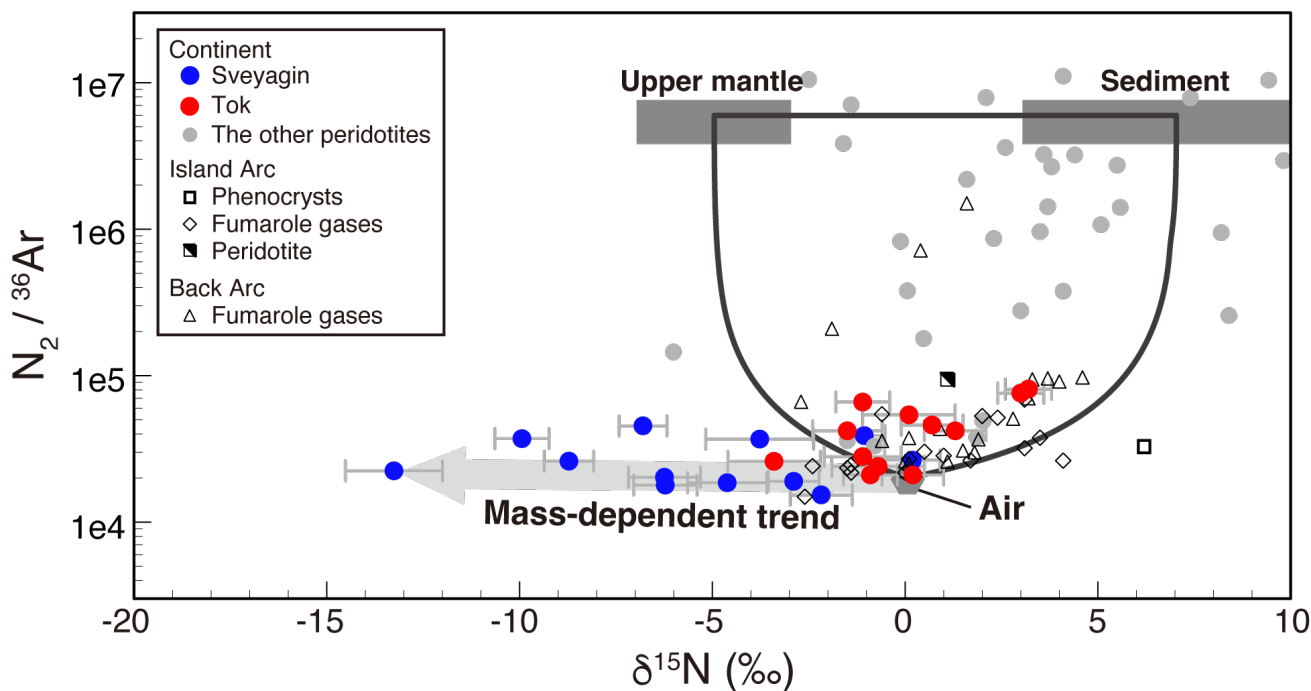 Continent
Sveyagin
Tok
The other peridotites
Island Arc
Phenocrysts
Fumarole gases
Peridotite
Back Arc
Fumarole gases
Upper mantle
Sediment
Mass-dependent trend
Air
N₂ / ³⁶Ar
1e7
1e6
1e5
1e4
-20
-15
-10
-5
0
5
10
δ¹⁵N (‰)